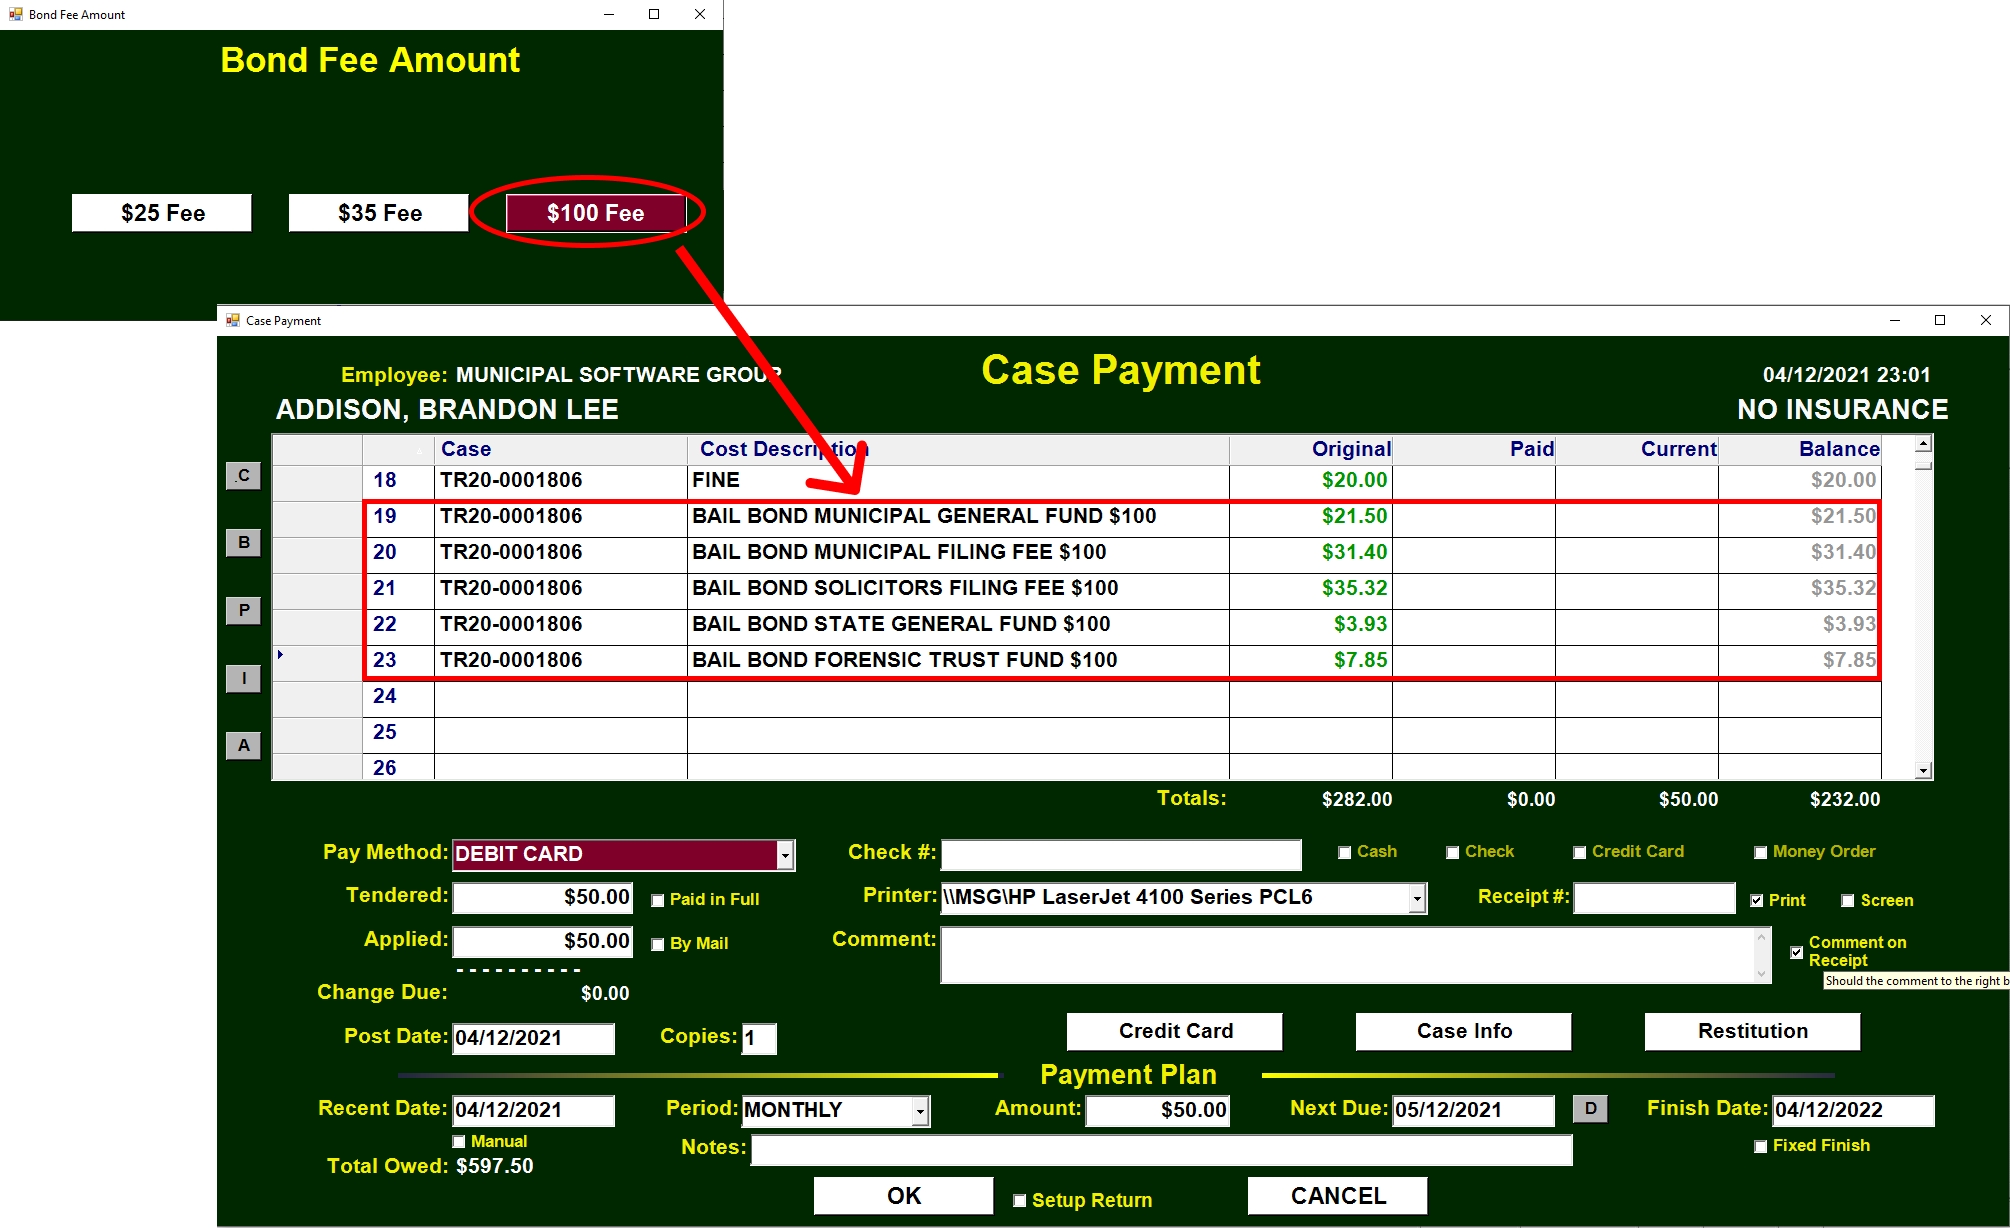 Bond Fee Amount
Bond Fee Amount
$25 Fee
$35 Fee
$100 Fee
Case Payment
Case Payment
Employee: MUNICIPAL SOFTWARE GROUP
04/12/2021 23:01
ADDISON, BRANDON LEE
NO INSURANCE
Case Cost Description Original Paid Current Balance
18 TR20-0001806 FINE $20.00 $20.00
19 TR20-0001806 BAIL BOND MUNICIPAL GENERAL FUND $100 $21.50 $21.50
20 TR20-0001806 BAIL BOND MUNICIPAL FILING FEE $100 $31.40 $31.40
21 TR20-0001806 BAIL BOND SOLICITORS FILING FEE $100 $35.32 $35.32
22 TR20-0001806 BAIL BOND STATE GENERAL FUND $100 $3.93 $3.93
23 TR20-0001806 BAIL BOND FORENSIC TRUST FUND $100 $7.85 $7.85
24
25
26
.C
B
P
I
A
Totals: $282.00 $0.00 $50.00 $232.00
Pay Method: DEBIT CARD Check #: Cash Check Credit Card Money Order
Tendered: $50.00 Paid in Full Printer: \\MSG\HP LaserJet 4100 Series PCL6 Receipt #: Print Screen
Applied: $50.00 By Mail Comment: Comment on
Receipt
- - - - - - - - - -
Should the comment to the right b
Change Due: $0.00
Post Date: 04/12/2021 Copies: 1 Credit Card Case Info Restitution
Payment Plan
Recent Date: 04/12/2021 Period: MONTHLY Amount: $50.00 Next Due: 05/12/2021 D Finish Date: 04/12/2022
Manual Notes: Fixed Finish
Total Owed: $597.50
OK Setup Return CANCEL